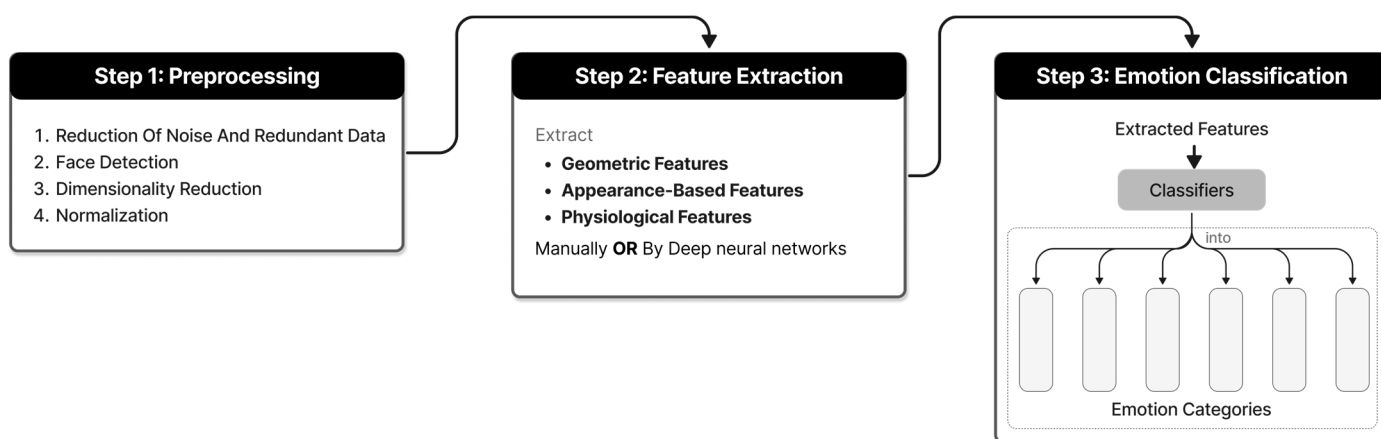 Step 1: Preprocessing
1. Reduction Of Noise And Redundant Data
2. Face Detection
3. Dimensionality Reduction
4. Normalization
Step 2: Feature Extraction
Extract
• Geometric Features
• Appearance-Based Features
• Physiological Features
Manually OR By Deep neural networks
Step 3: Emotion Classification
Extracted Features
Classifiers
into
Emotion Categories